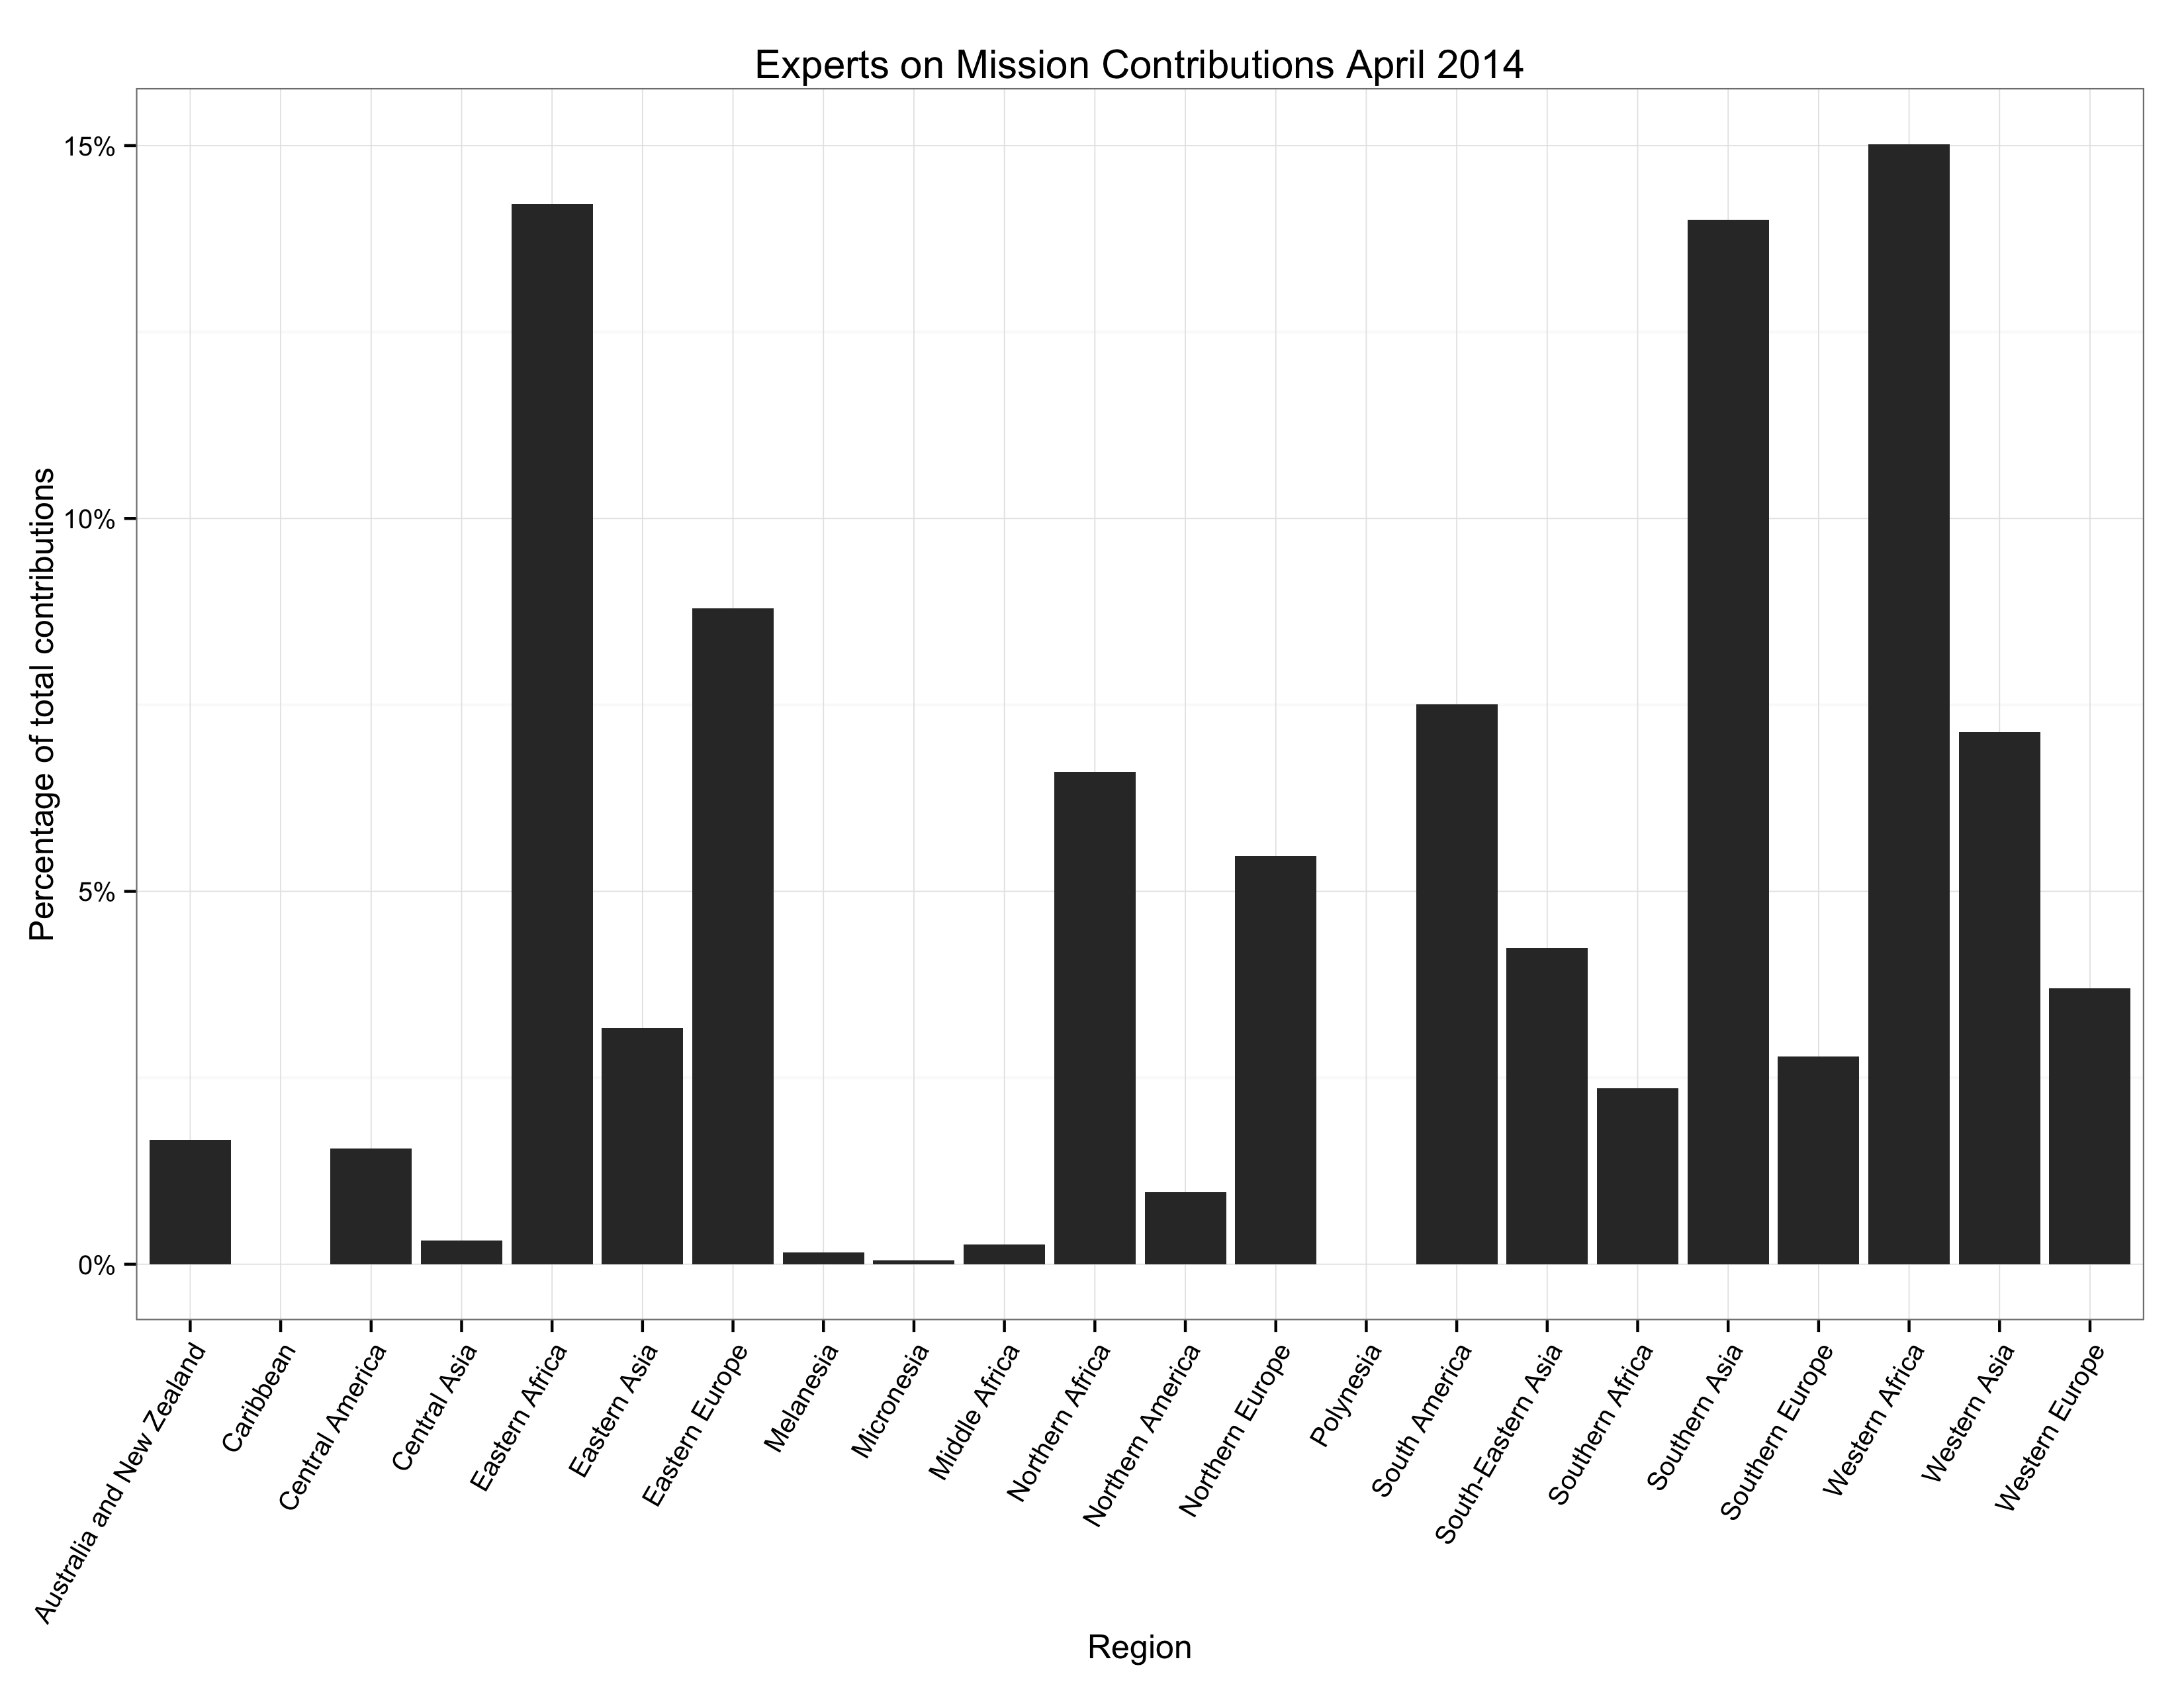 Experts on Mission Contributions April 2014
Percentage of total contributions
15%
10%
5%
0%
Australia and New Zealand
Caribbean
Central America
Central Asia
Eastern Africa
Eastern Asia
Eastern Europe
Melanesia
Micronesia
Middle Africa
Northern Africa
Northern America
Northern Europe
Polynesia
South America
South-Eastern Asia
Southern Africa
Southern Asia
Southern Europe
Western Africa
Western Asia
Western Europe
Region